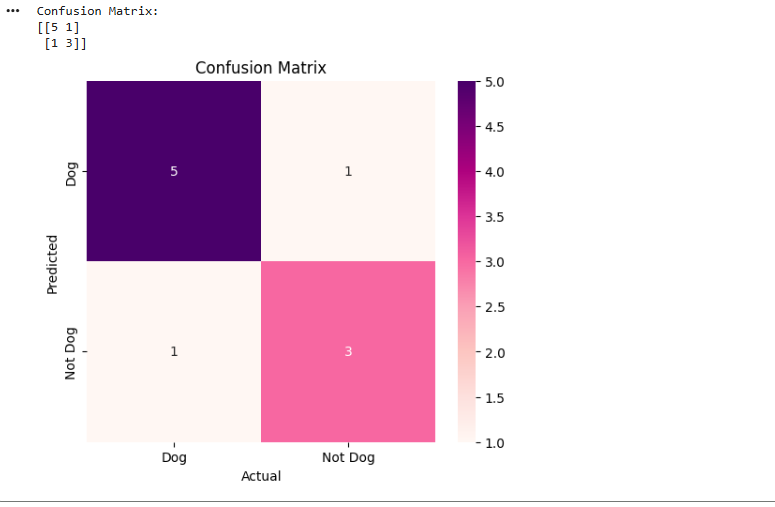 ••• Confusion Matrix:
[[5 1]
[1 3]]
Confusion Matrix
5.0
4.5
4.0
3.5
3.0
2.5
2.0
1.5
1.0
Dog
5 1
Predicted
Not Dog
1 3
Dog Not Dog
Actual